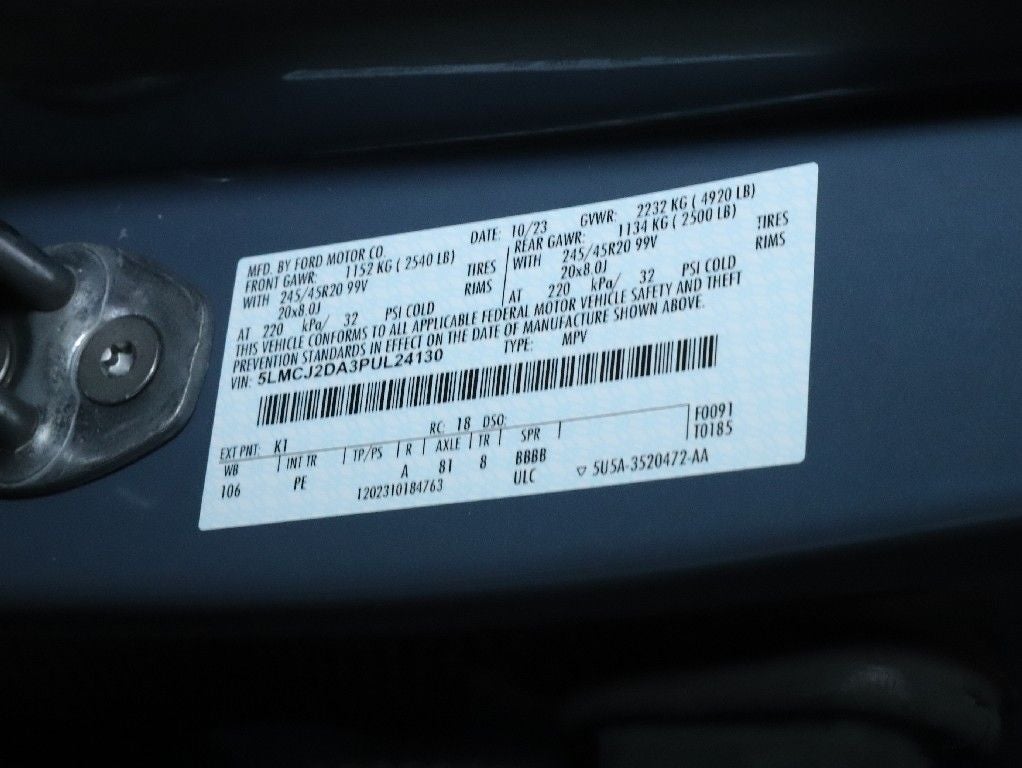 MFD. BY FORD MOTOR CO. DATE: 10/23 GVWR: 2232 KG ( 4920 LB)
FRONT GAWR: 1152 KG ( 2540 LB) REAR GAWR: 1134 KG ( 2500 LB)
WITH 245/45R20 99V TIRES WITH 245/45R20 99V TIRES
20x8.0J RIMS 20x8.0J RIMS
AT 220 kPa/ 32 PSI COLD AT 220 kPa/ 32 PSI COLD
THIS VEHICLE CONFORMS TO ALL APPLICABLE FEDERAL MOTOR VEHICLE SAFETY AND THEFT
PREVENTION STANDARDS IN EFFECT ON THE DATE OF MANUFACTURE SHOWN ABOVE.
VIN: 5LMCJ2DA3PUL24130 TYPE: MPV
EXT PNT: K1 RC: 18 DSO: F0091
WB INT TR TP/PS R AXLE TR SPR T0185
106 PE A 81 8 BBBB
1202310184763 ULC ▽ 5U5A-3520472-AA